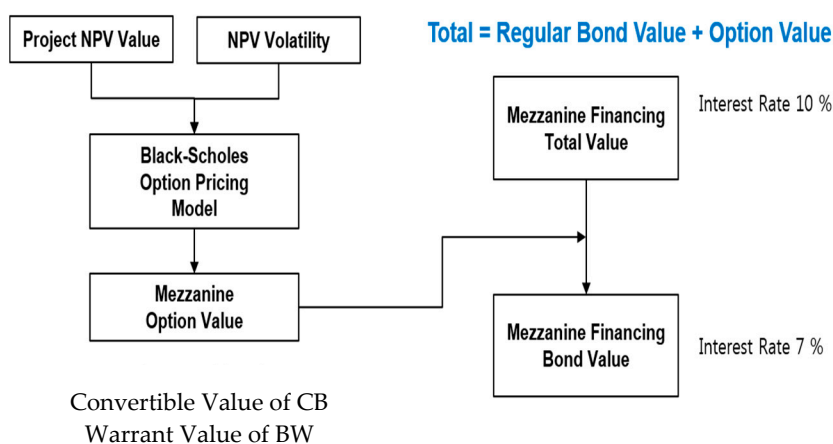 Project NPV Value
NPV Volatility
Total = Regular Bond Value + Option Value
Mezzanine Financing
Total Value
Interest Rate 10 %
Black-Scholes
Option Pricing
Model
Mezzanine
Option Value
Mezzanine Financing
Bond Value
Interest Rate 7 %
Convertible Value of CB
Warrant Value of BW